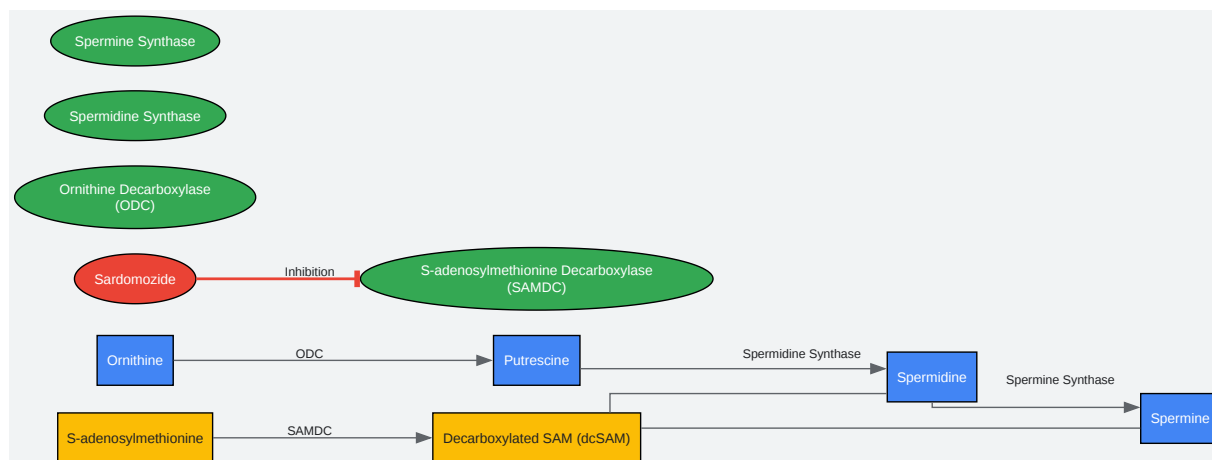 Spermine Synthase
Spermidine Synthase
Ornithine Decarboxylase
(ODC)
Sardomozide
Inhibition
S-adenosylmethionine Decarboxylase
(SAMDC)
Ornithine
ODC
Putrescine
Spermidine Synthase
Spermidine
Spermine Synthase
Spermine
S-adenosylmethionine
SAMDC
Decarboxylated SAM (dcSAM)